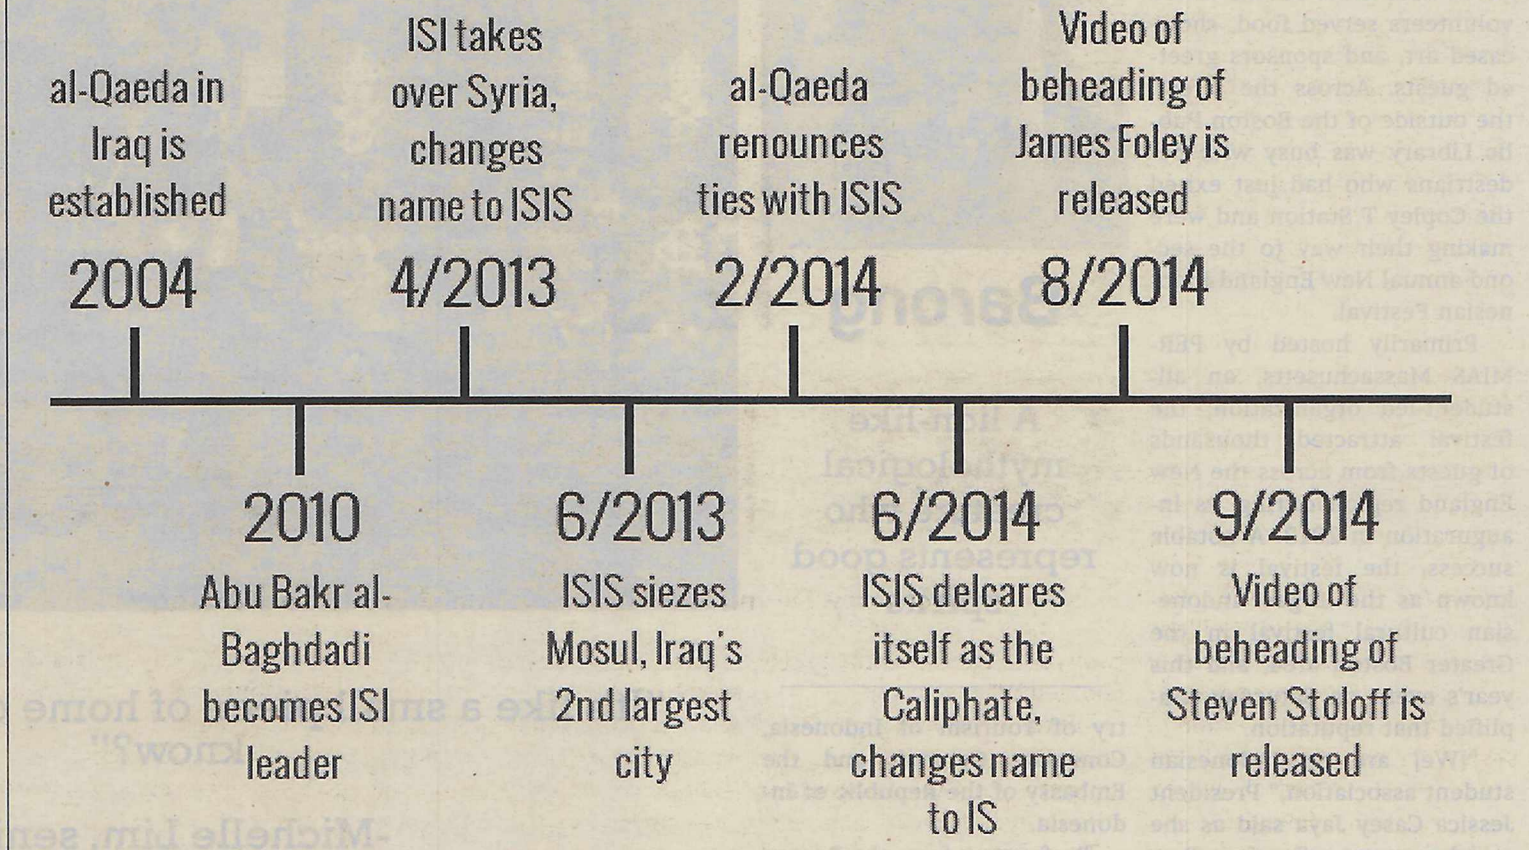 al-Qaeda in
Iraq is
established
2004
ISI takes
over Syria,
changes
name to ISIS
4/2013
al-Qaeda
renounces
ties with ISIS
2/2014
Video of
beheading of
James Foley is
released
8/2014
2010
Abu Bakr al-
Baghdadi
becomes ISI
leader
6/2013
ISIS siezes
Mosul, Iraq's
2nd largest
city
6/2014
ISIS delcares
itself as the
Caliphate,
changes name
to IS
9/2014
Video of
beheading of
Steven Stoloff is
released